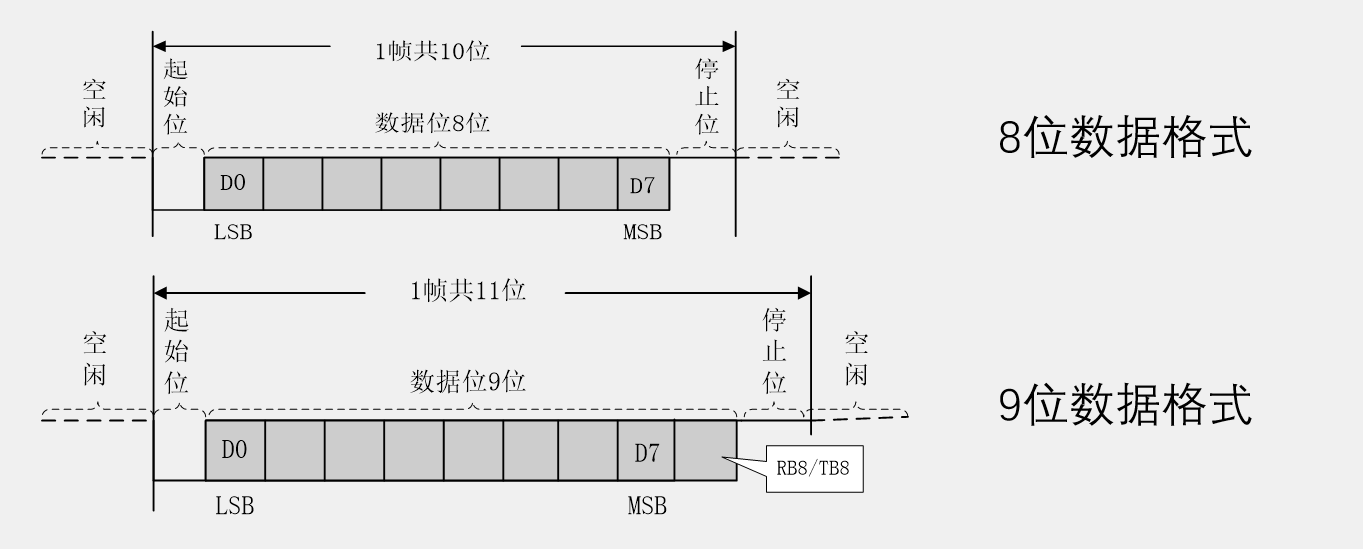 1帧共10位
空闲
起始位
数据位8位
停止位
空闲
8位数据格式
D0
D7
LSB
MSB
1帧共11位
空闲
起始位
数据位9位
停止位
空闲
9位数据格式
D0
D7
RB8/TB8
LSB
MSB